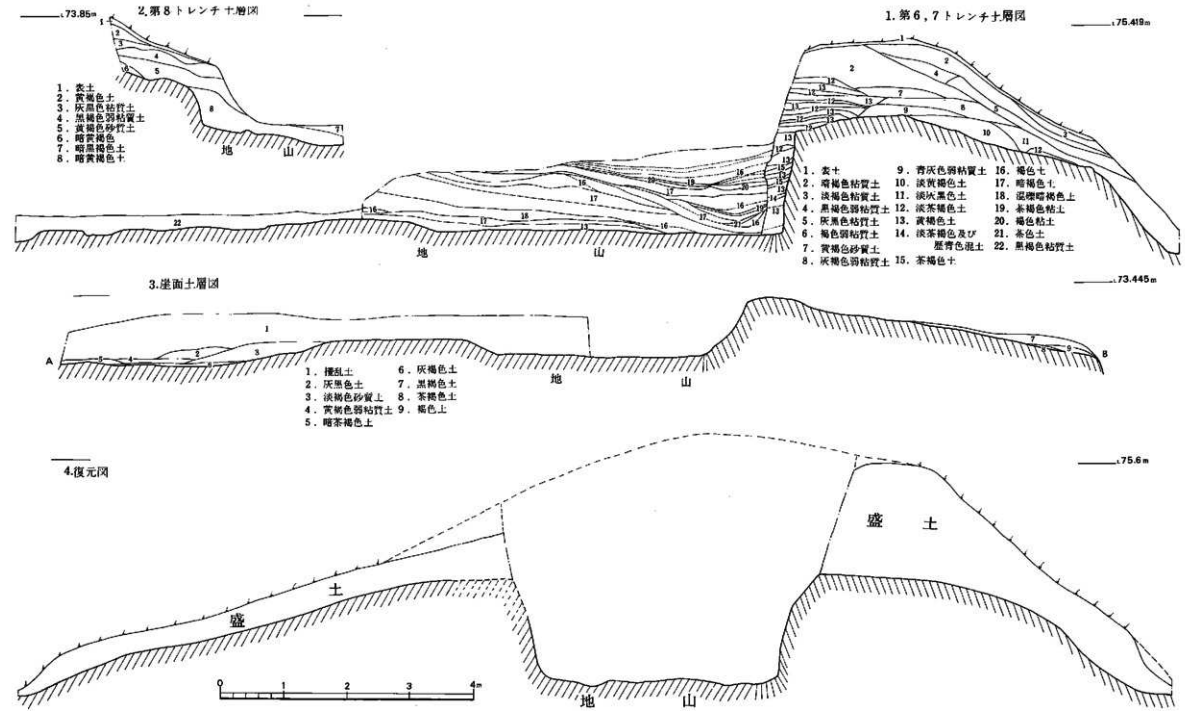 2.第8トレンチ土層図
L73.85m
1. 表土
2. 黄褐色土
3. 灰黒色粘質土
4. 黒褐色弱粘質土
5. 黄褐色砂質土
6. 暗黄褐色
7. 暗黒褐色土
8. 暗黄褐色土
地 山
1. 第6,7トレンチ土層図
L75.419m
1. 表土
2. 暗褐色粘質土
3. 淡褐色粘質土
4. 黒褐色弱粘質土
5. 灰黒色粘質土
6. 褐色弱粘質土
7. 黄褐色砂質土
8. 灰褐色弱粘質土
9. 青灰色弱粘質土
10. 淡黄褐色土
11. 淡灰黒色土
12. 淡茶褐色土
13. 黄褐色土
14. 淡茶褐色及び
歴青色混土
15. 茶褐色土
16. 褐色土
17. 暗褐色土
18. 混礫暗褐色土
19. 茶褐色粘土
20. 褐色粘土
21. 茶色土
22. 黒褐色粘質土
地 山
3.崖面土層図
L73.445m
A
B
1. 攪乱土
2. 灰黒色土
3. 淡褐色砂質土
4. 黄褐色弱粘質土
5. 暗茶褐色土
6. 灰褐色土
7. 黒褐色土
8. 茶褐色土
9. 褐色土
地 山
4.復元図
L75.6m
盛 土
盛 土
地 山
0 1 2 3 4m